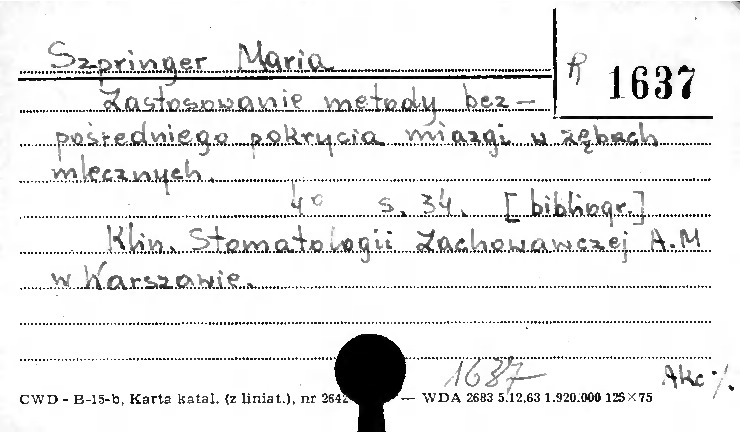 Szpringer Maria
R 1637
Zastosowanie metody bez-
pośredniego pokrycia miazgi w zębach
mlecznych.
4° s. 34. [bibliogr.]
Klin. Stomatologii Zachowawczej A.M
w Warszawie.
1637 Akc
CWD - B-15-b, Karta katal. (z liniat.), nr 2642 — WDA 2683 5.12.63 1.920.000 125×75